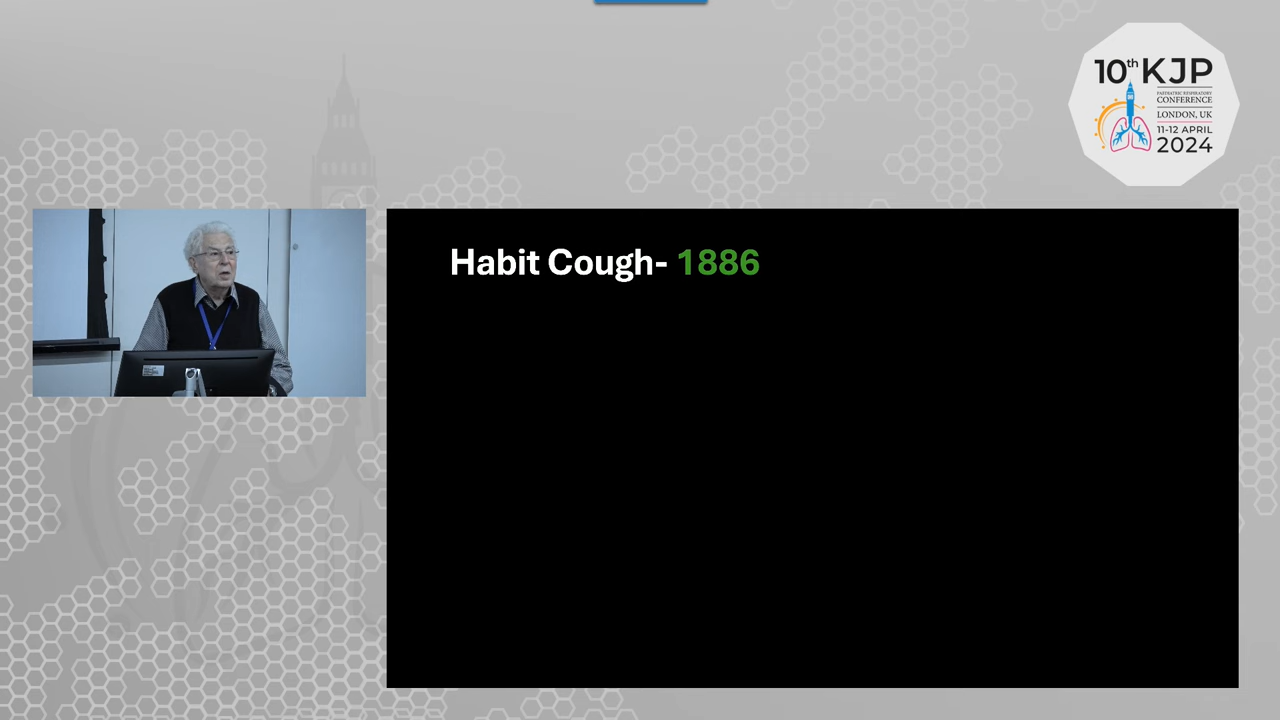 10th KJP
PAEDIATRIC RESPIRATORY
CONFERENCE
LONDON, UK
11-12 APRIL
2024
Habit Cough- 1886